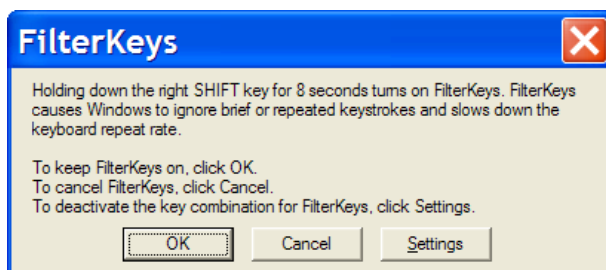 FilterKeys
Holding down the right SHIFT key for 8 seconds turns on FilterKeys. FilterKeys
causes Windows to ignore brief or repeated keystrokes and slows down the
keyboard repeat rate.
To keep FilterKeys on, click OK.
To cancel FilterKeys, click Cancel.
To deactivate the key combination for FilterKeys, click Settings.
OK Cancel Settings